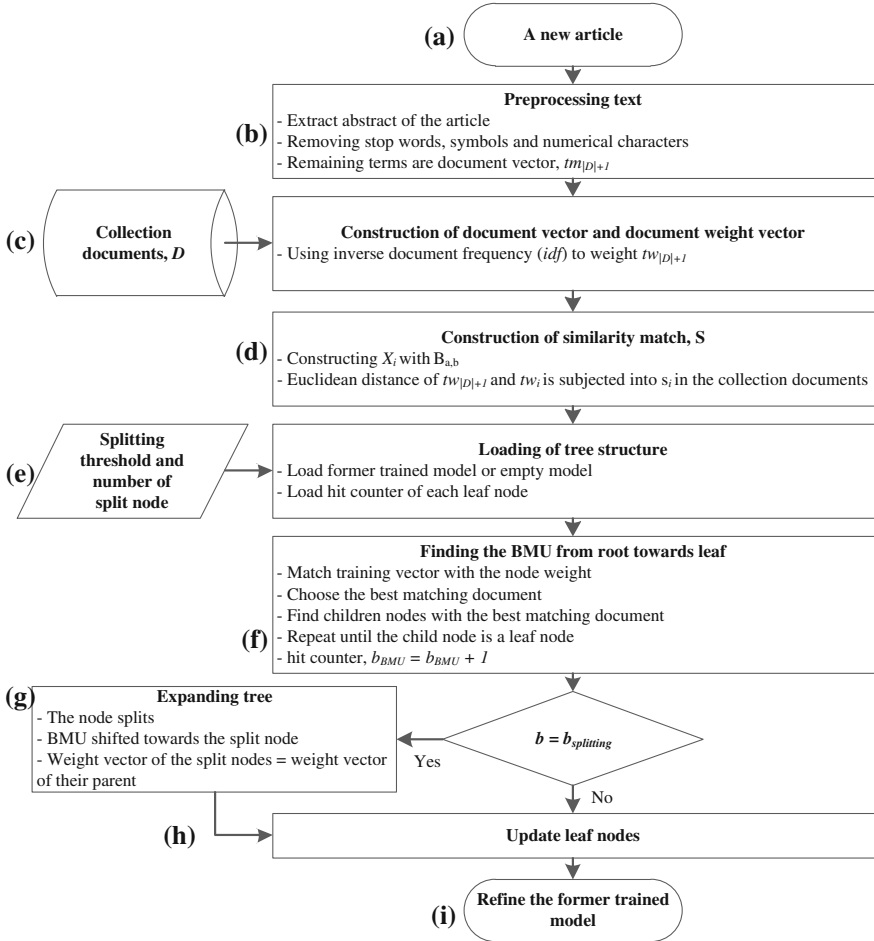 (a)
A new article
Preprocessing text
(b)
- Extract abstract of the article
- Removing stop words, symbols and numerical characters
- Remaining terms are document vector, tm|D|+1
(c)
Collection
documents, D
Construction of document vector and document weight vector
- Using inverse document frequency (idf) to weight tw|D|+1
(d)
Construction of similarity match, S
- Constructing Xi with Ba,b
- Euclidean distance of tw|D|+1 and twi is subjected into si in the collection documents
(e)
Splitting
threshold and
number of
split node
Loading of tree structure
- Load former trained model or empty model
- Load hit counter of each leaf node
Finding the BMU from root towards leaf
- Match training vector with the node weight
- Choose the best matching document
- Find children nodes with the best matching document
(f)
- Repeat until the child node is a leaf node
- hit counter, bBMU = bBMU + 1
(g)
Expanding tree
- The node splits
- BMU shifted towards the split node
- Weight vector of the split nodes = weight vector
of their parent
b = bsplitting
Yes
No
(h)
Update leaf nodes
(i)
Refine the former trained
model